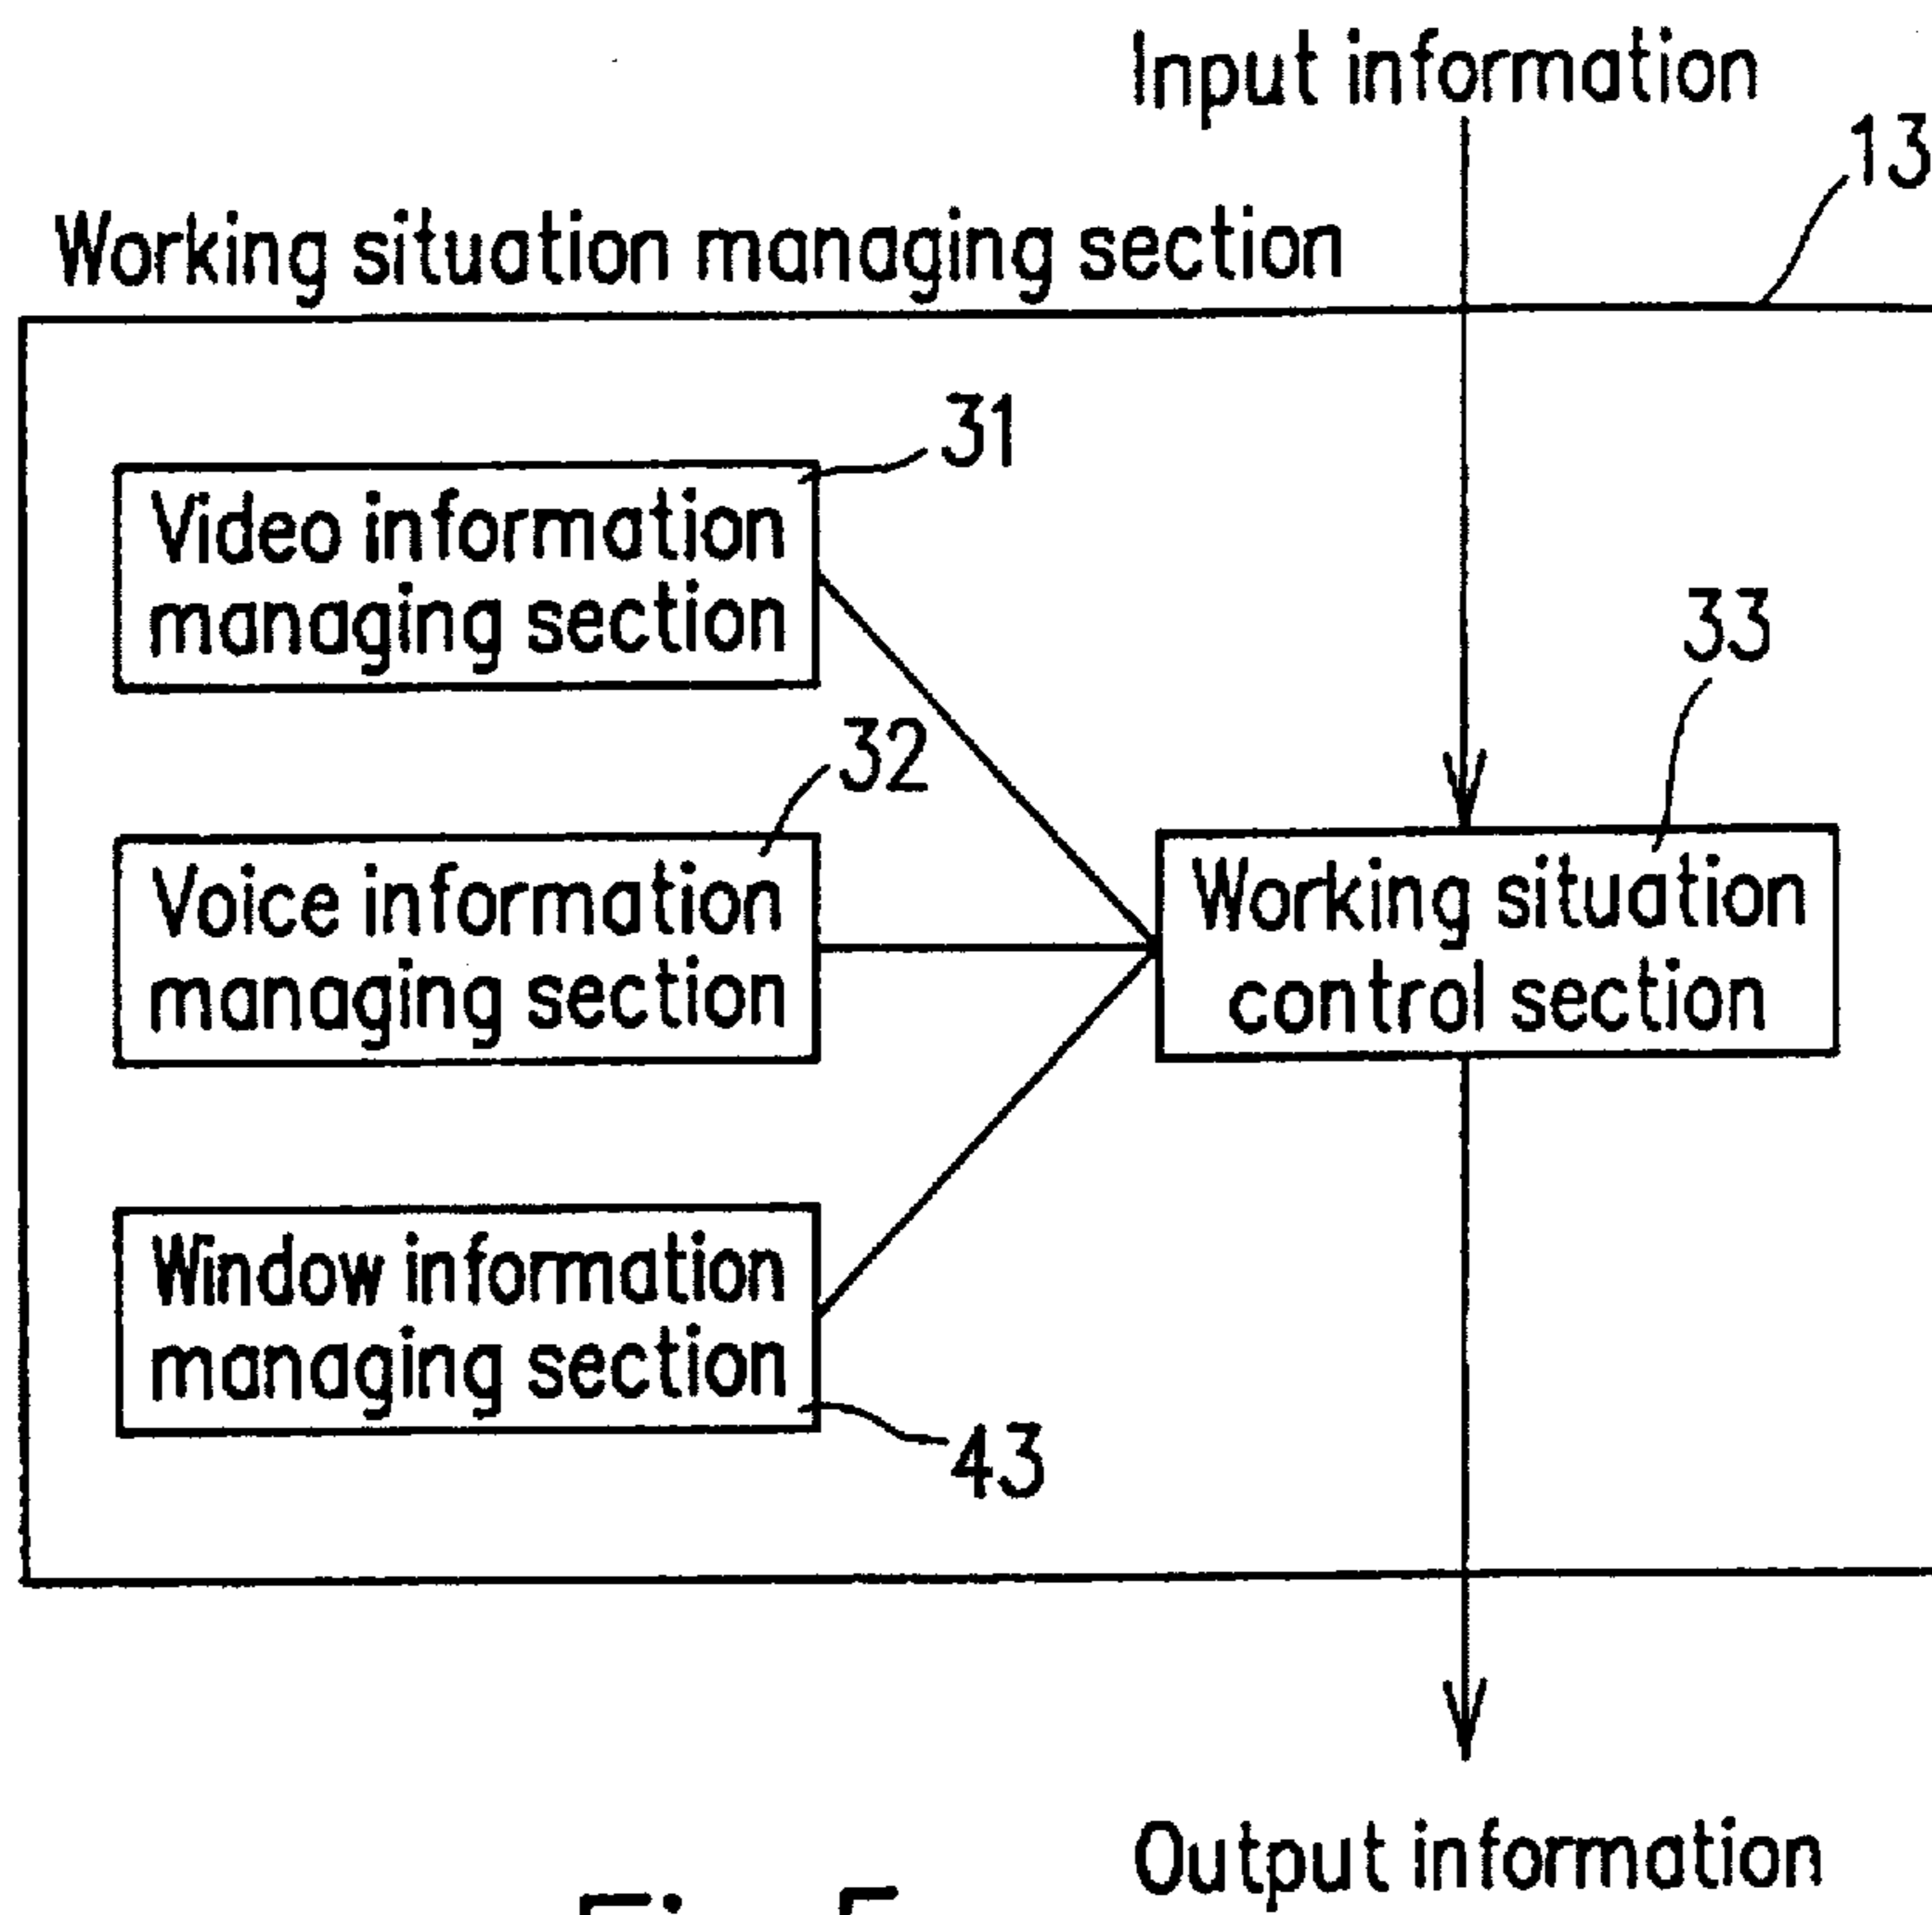 Input information
13
Working situation managing section
31
Video information
managing section
33
32
Voice information
managing section
Working situation
control section
Window information
managing section
43
Output information